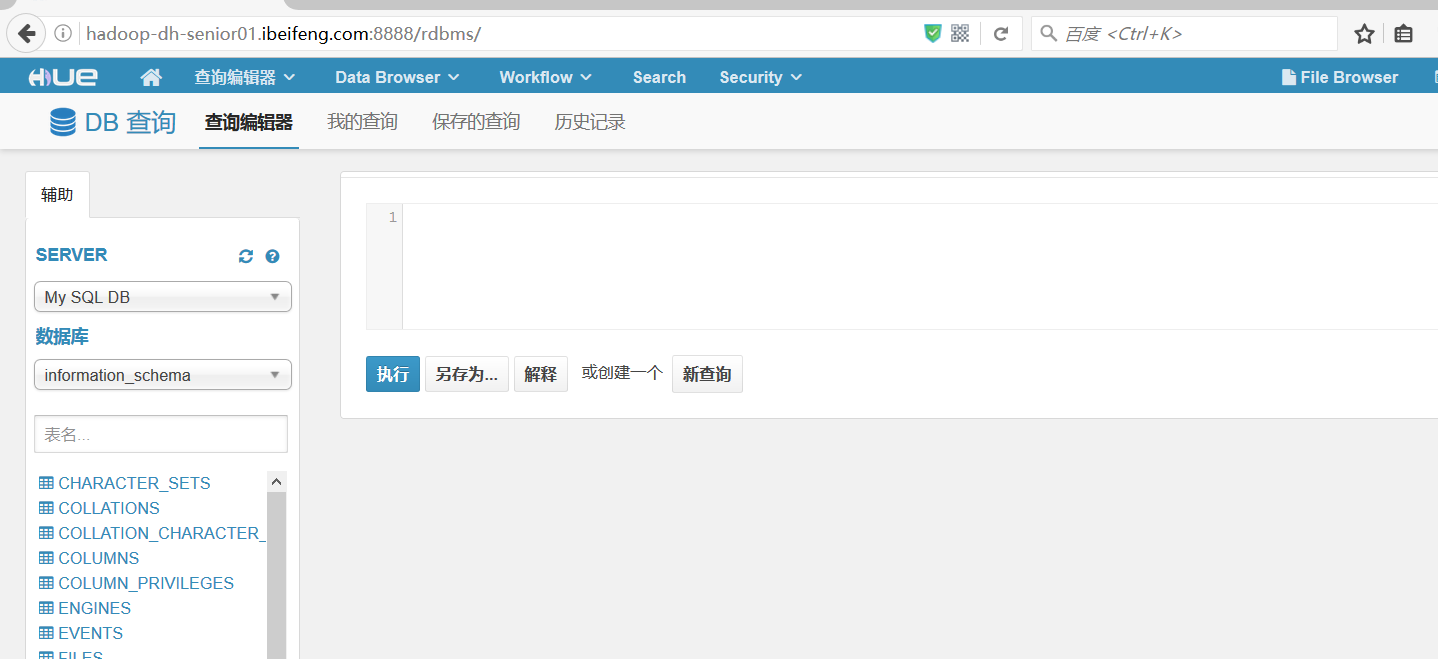 hadoop-dh-senior01.ibeifeng.com:8888/rdbms/
百度 <Ctrl+K>
HUE 查询编辑器 Data Browser Workflow Search Security File Browser
DB 查询 查询编辑器 我的查询 保存的查询 历史记录
辅助
SERVER
My SQL DB
数据库
information_schema
表名...
CHARACTER_SETS
COLLATIONS
COLLATION_CHARACTER_
COLUMNS
COLUMN_PRIVILEGES
ENGINES
EVENTS
FILES
1
执行 另存为... 解释 或创建一个 新查询